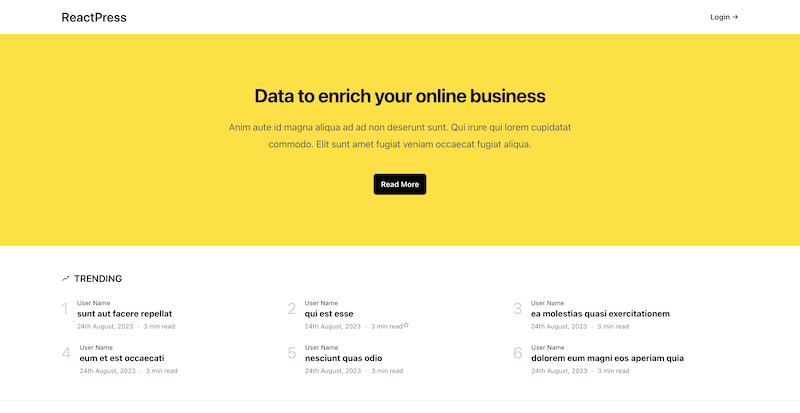 ReactPress
Login →
Data to enrich your online business
Anim aute id magna aliqua ad ad non deserunt sunt. Qui irure qui lorem cupidatat
commodo. Elit sunt amet fugiat veniam occaecat fugiat aliqua.
Read More
TRENDING
1
User Name
sunt aut facere repellat
24th August, 2023 · 3 min read
2
User Name
qui est esse
24th August, 2023 · 3 min read
3
User Name
ea molestias quasi exercitationem
24th August, 2023 · 3 min read
4
User Name
eum et est occaecati
24th August, 2023 · 3 min read
5
User Name
nesciunt quas odio
24th August, 2023 · 3 min read
6
User Name
dolorem eum magni eos aperiam quia
24th August, 2023 · 3 min read